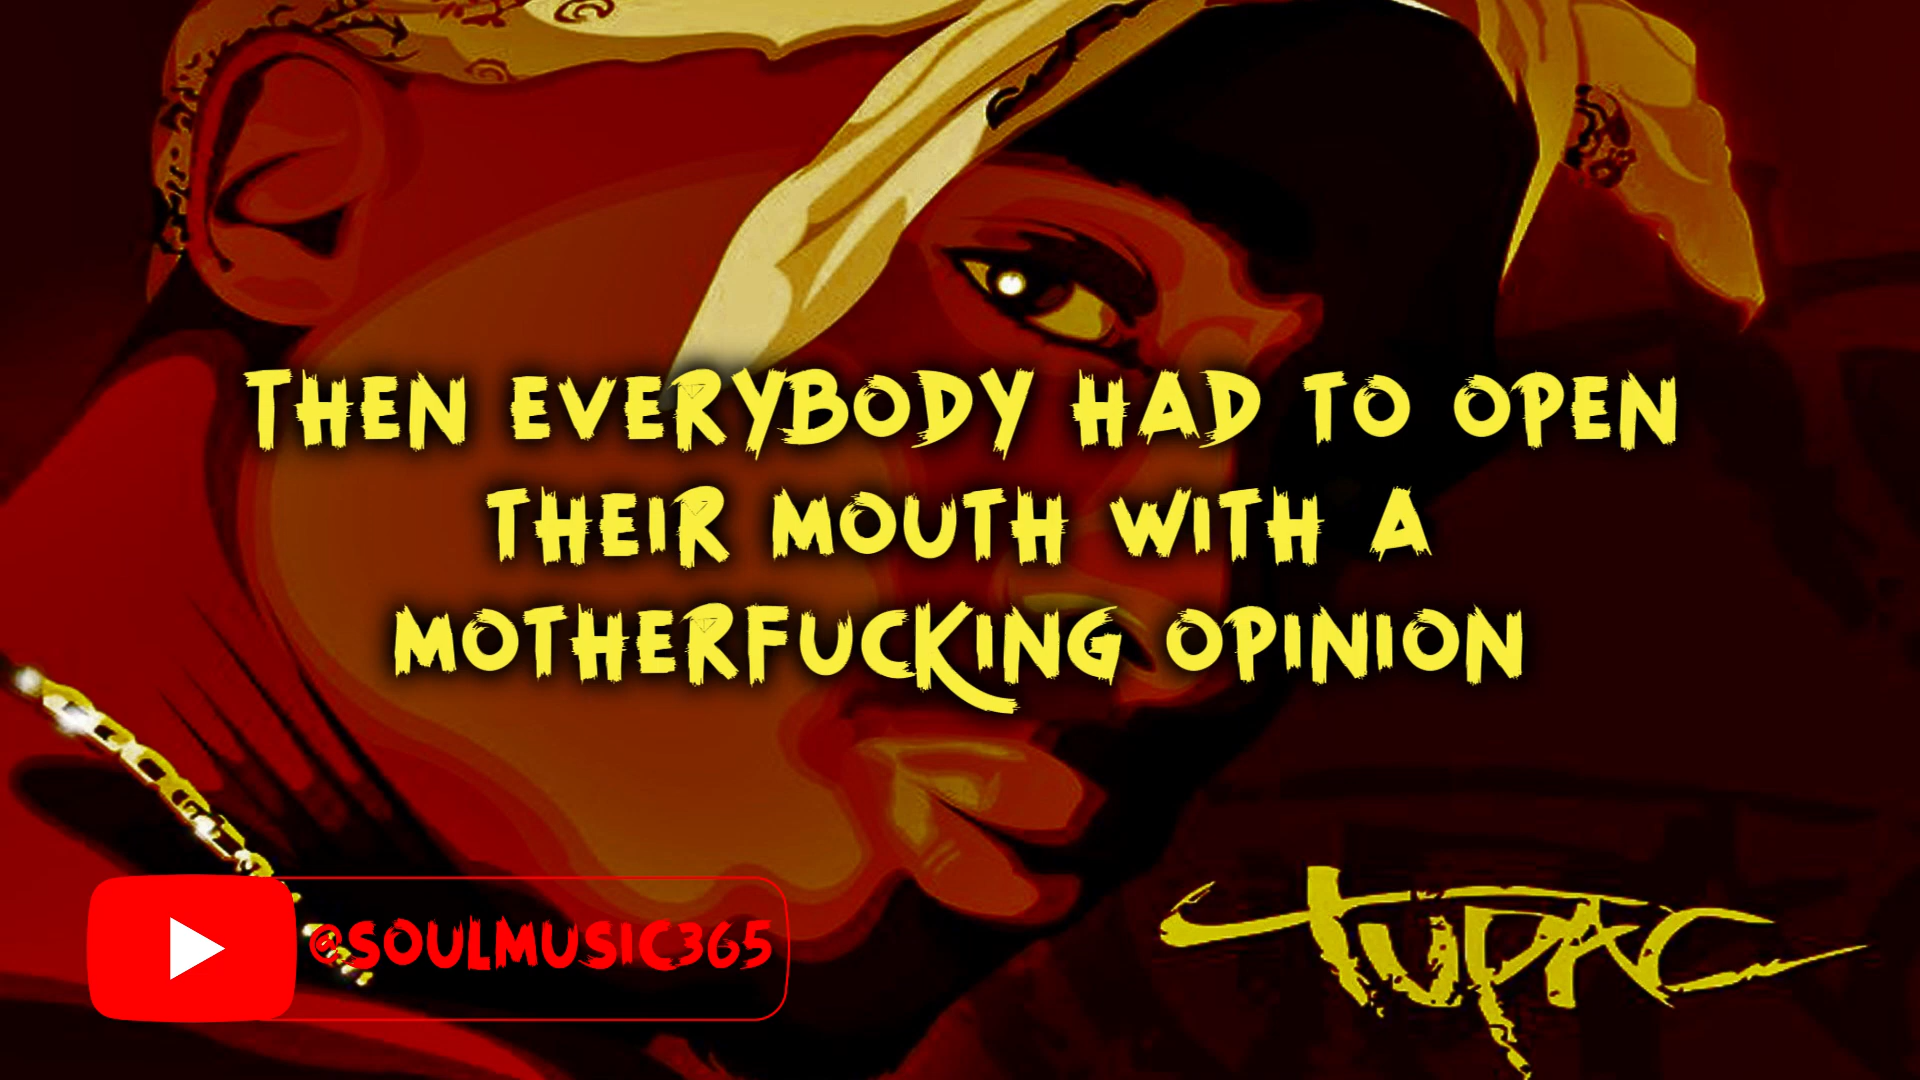 THEN EVERYBODY HAD TO OPEN
THEIR MOUTH WITH A
MOTHERFUCKING OPINION
@SOULMUSIC365
TUPAC